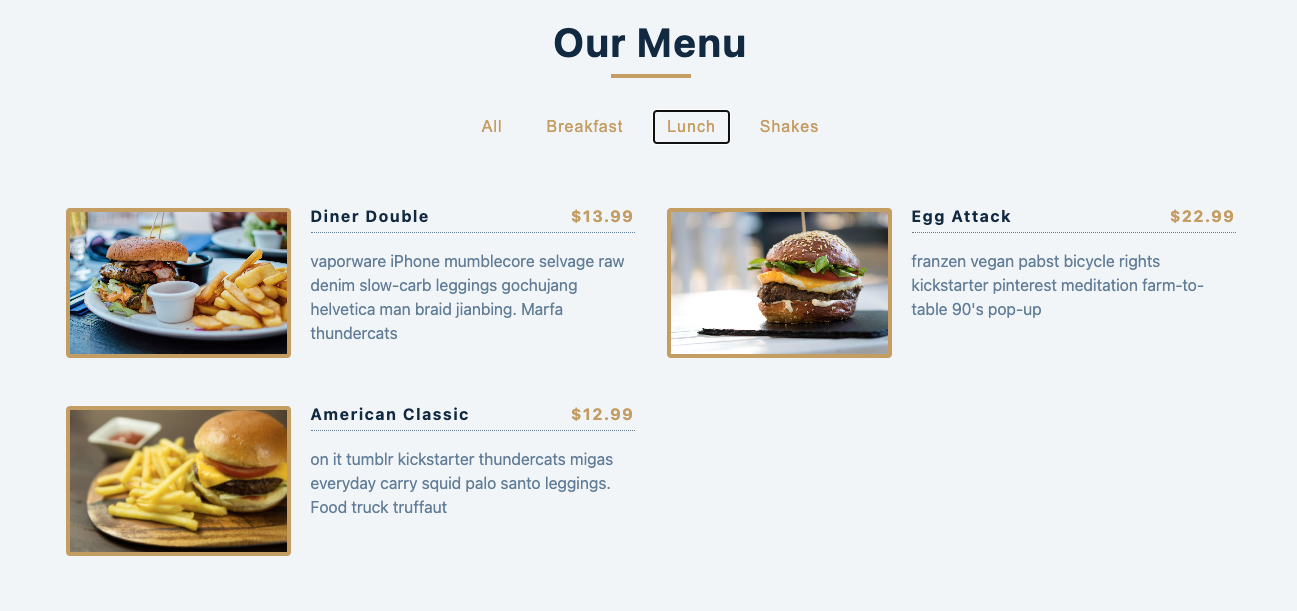 Our Menu
All Breakfast Lunch Shakes
Diner Double $13.99
vaporware iPhone mumblecore selvage raw
denim slow-carb leggings gochujang
helvetica man braid jianbing. Marfa
thundercats
Egg Attack $22.99
franzen vegan pabst bicycle rights
kickstarter pinterest meditation farm-to-
table 90's pop-up
American Classic $12.99
on it tumblr kickstarter thundercats migas
everyday carry squid palo santo leggings.
Food truck truffaut